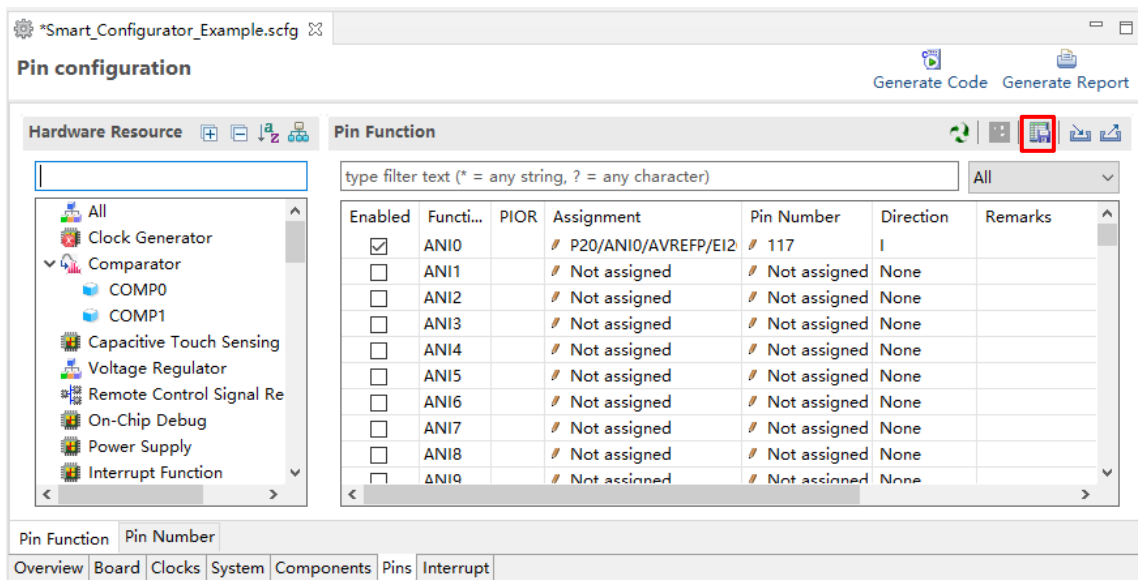 *Smart_Configurator_Example.scfg
Pin configuration
Generate Code Generate Report
Hardware Resource
Pin Function
type filter text (* = any string, ? = any character) All
All
Clock Generator
Comparator
COMP0
COMP1
Capacitive Touch Sensing
Voltage Regulator
Remote Control Signal Re
On-Chip Debug
Power Supply
Interrupt Function
Enabled Functi... PIOR Assignment Pin Number Direction Remarks
ANI0 P20/ANI0/AVREFP/EI2 117 I
ANI1 Not assigned Not assigned None
ANI2 Not assigned Not assigned None
ANI3 Not assigned Not assigned None
ANI4 Not assigned Not assigned None
ANI5 Not assigned Not assigned None
ANI6 Not assigned Not assigned None
ANI7 Not assigned Not assigned None
ANI8 Not assigned Not assigned None
ANI9 Not assigned Not assigned None
Pin Function Pin Number
Overview Board Clocks System Components Pins Interrupt